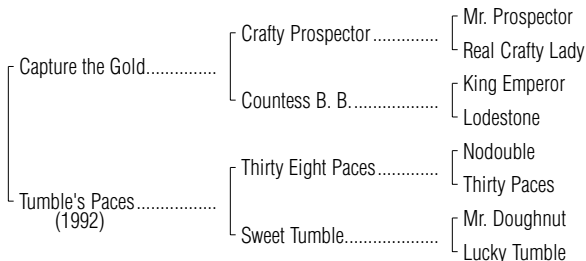 Mr. Prospector
Crafty Prospector..............
Real Crafty Lady
Capture the Gold...............
King Emperor
Countess B. B..................
Lodestone
Nodouble
Thirty Eight Paces.............
Thirty Paces
Tumble's Paces.................
(1992)
Mr. Doughnut
Sweet Tumble...................
Lucky Tumble